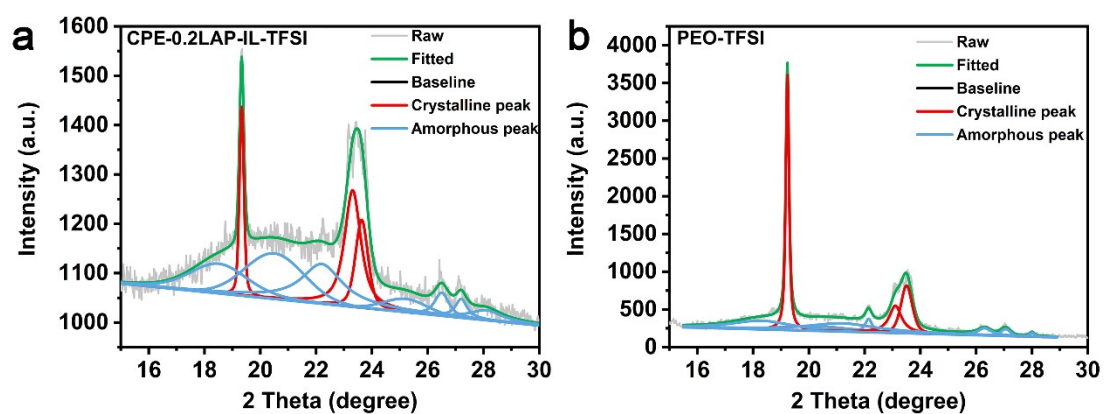 a
CPE-0.2LAP-IL-TFSI
Raw
Fitted
Baseline
Crystalline peak
Amorphous peak
Intensity (a.u.)
1600
1500
1400
1300
1200
1100
1000
16 18 20 22 24 26 28 30
2 Theta (degree)
b
PEO-TFSI
Raw
Fitted
Baseline
Crystalline peak
Amorphous peak
Intensity (a.u.)
4000
3500
3000
2500
2000
1500
1000
500
0
16 18 20 22 24 26 28 30
2 Theta (degree)